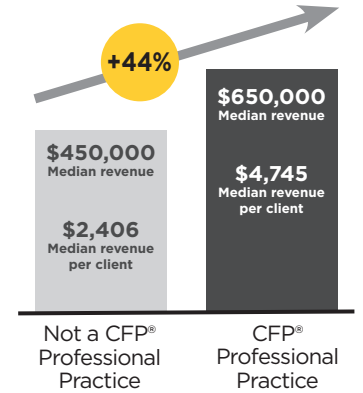 +44%
$450,000
Median revenue
$2,406
Median revenue
per client
$650,000
Median revenue
$4,745
Median revenue
per client
Not a CFP®
Professional
Practice
CFP®
Professional
Practice